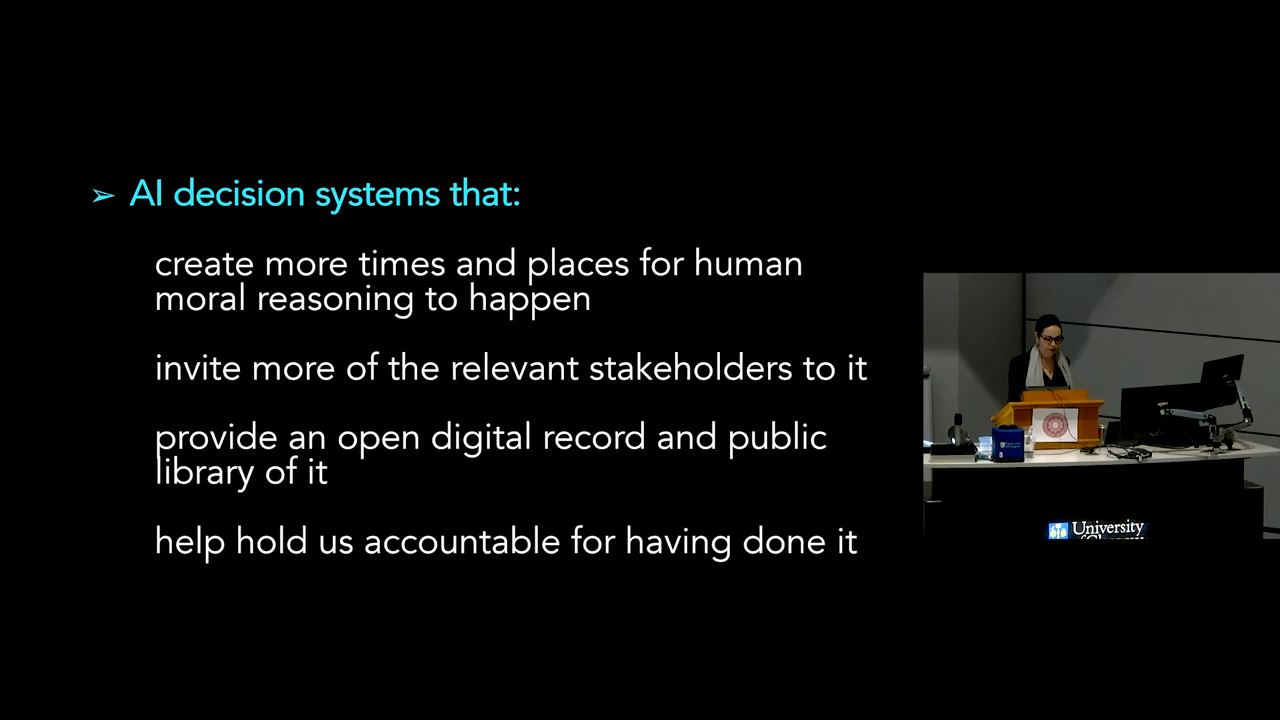 ➢ AI decision systems that:
create more times and places for human
moral reasoning to happen
invite more of the relevant stakeholders to it
provide an open digital record and public
library of it
help hold us accountable for having done it
University